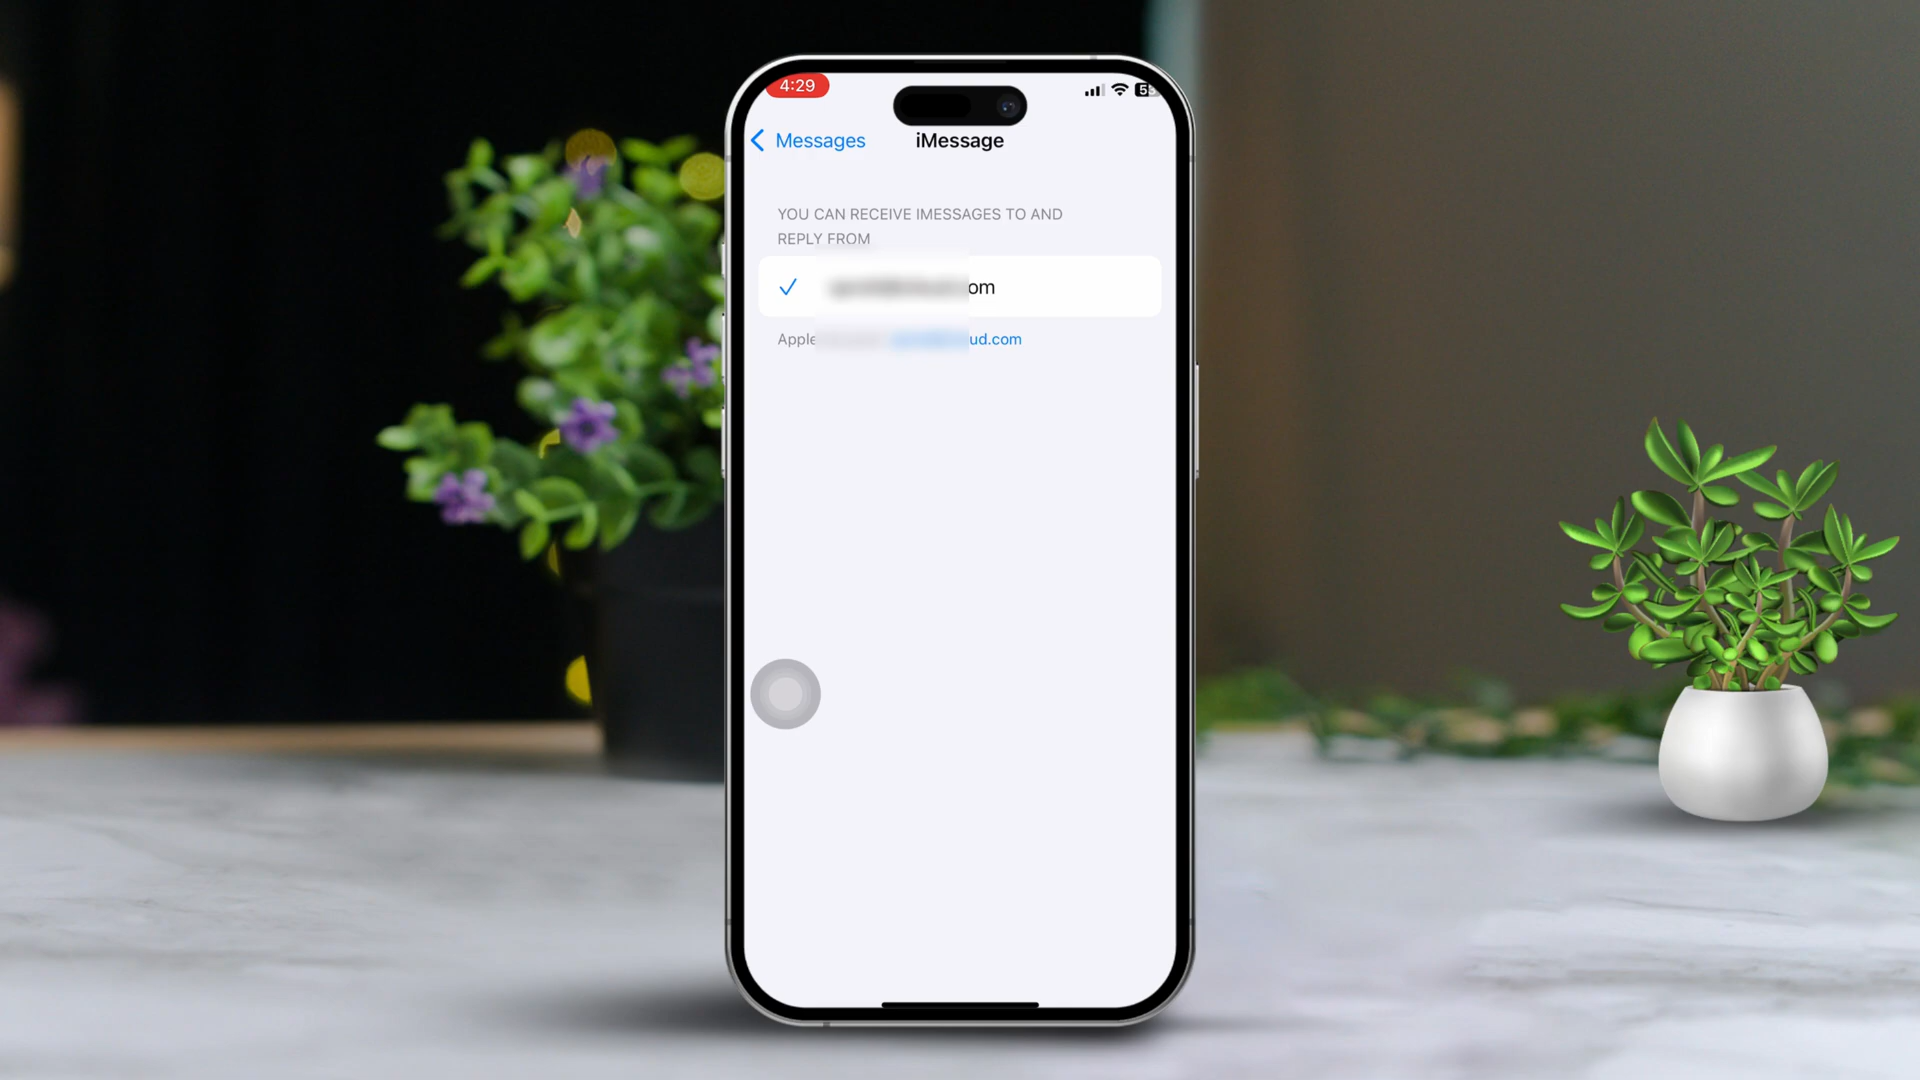 4:29
Messages
iMessage
YOU CAN RECEIVE IMESSAGES TO AND
REPLY FROM
om
Apple ud.com